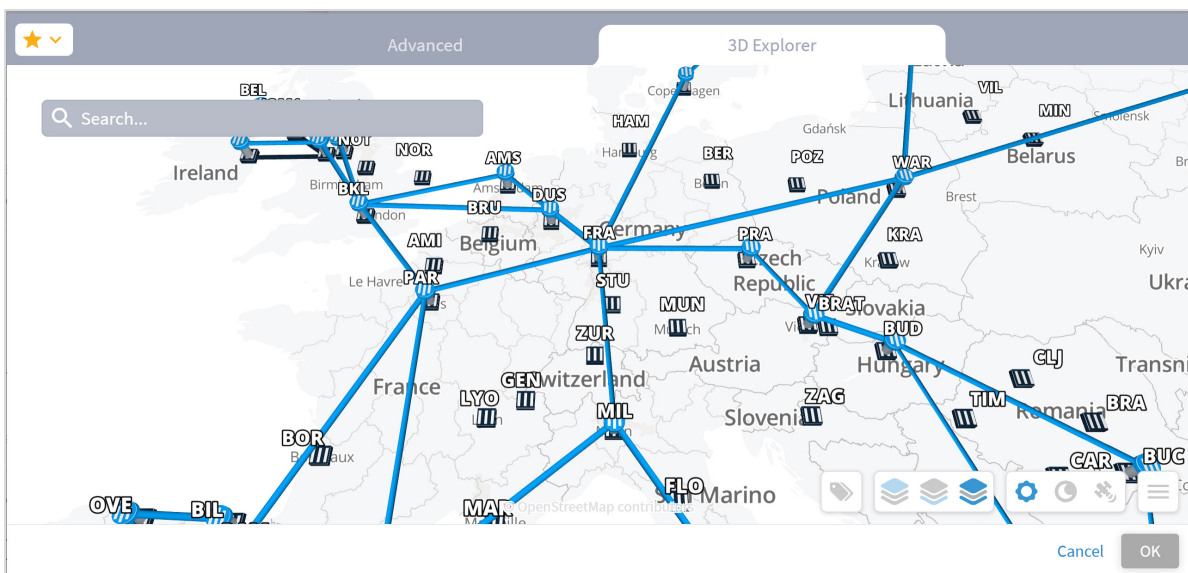 Advanced
3D Explorer
BEL
Search...
Copenhagen
Lithuania
VIL
MIN
Smolensk
HAM
Gdańsk
Hamburg
Belarus
NOT
NOR
AMS
BER
POZ
WAR
Ireland
Birmingham
Amsterdam
Berlin
Poland
Brest
BKL
London
DUS
BRU
Belgium
AMI
FRA
Germany
PRA
KRA
Kraków
Kyiv
Czech
Republic
Le Havre
PAR
STU
MUN
Munich
BRAT
Slovakia
BUD
ZUR
Austria
Hungary
CLJ
France
GEN
Switzerland
LYO
Lyon
MIL
Milan
Slovenia
ZAG
TIM
Romania
BRA
BOR
Bordeaux
CAR
BUC
FLO
San Marino
OVE
BIL
MAR
Marseille
© OpenStreetMap contributors
Cancel
OK